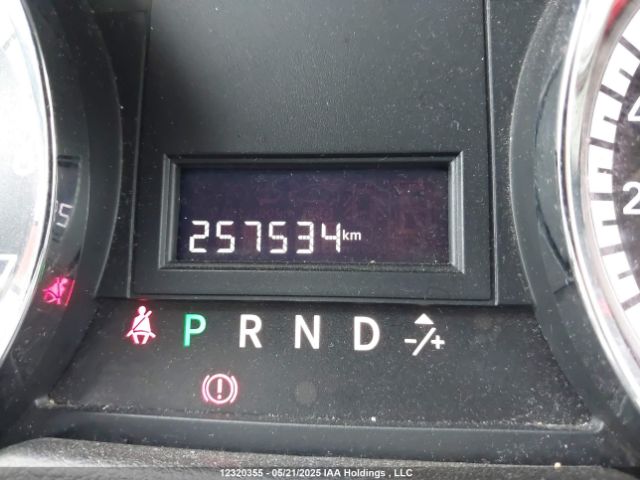 257534 km
P R N D -/+
12320355 - 05/21/2025 IAA Holdings , LLC